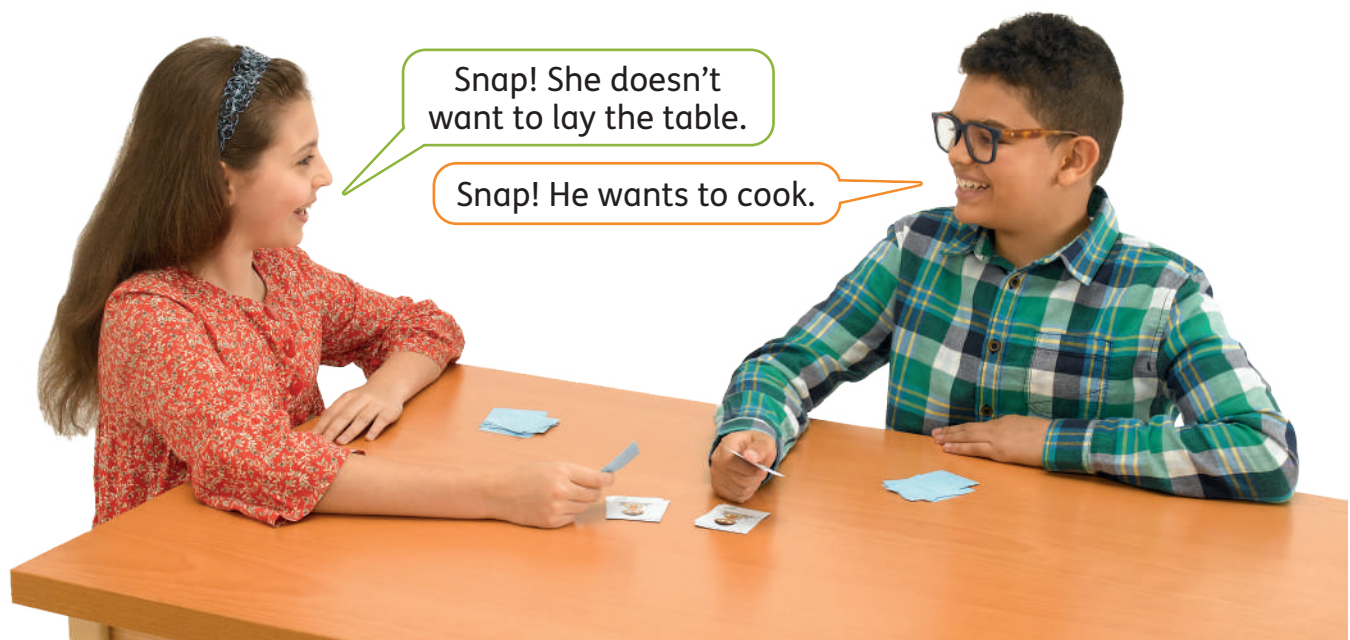 Snap! She doesn't
want to lay the table.
Snap! He wants to cook.